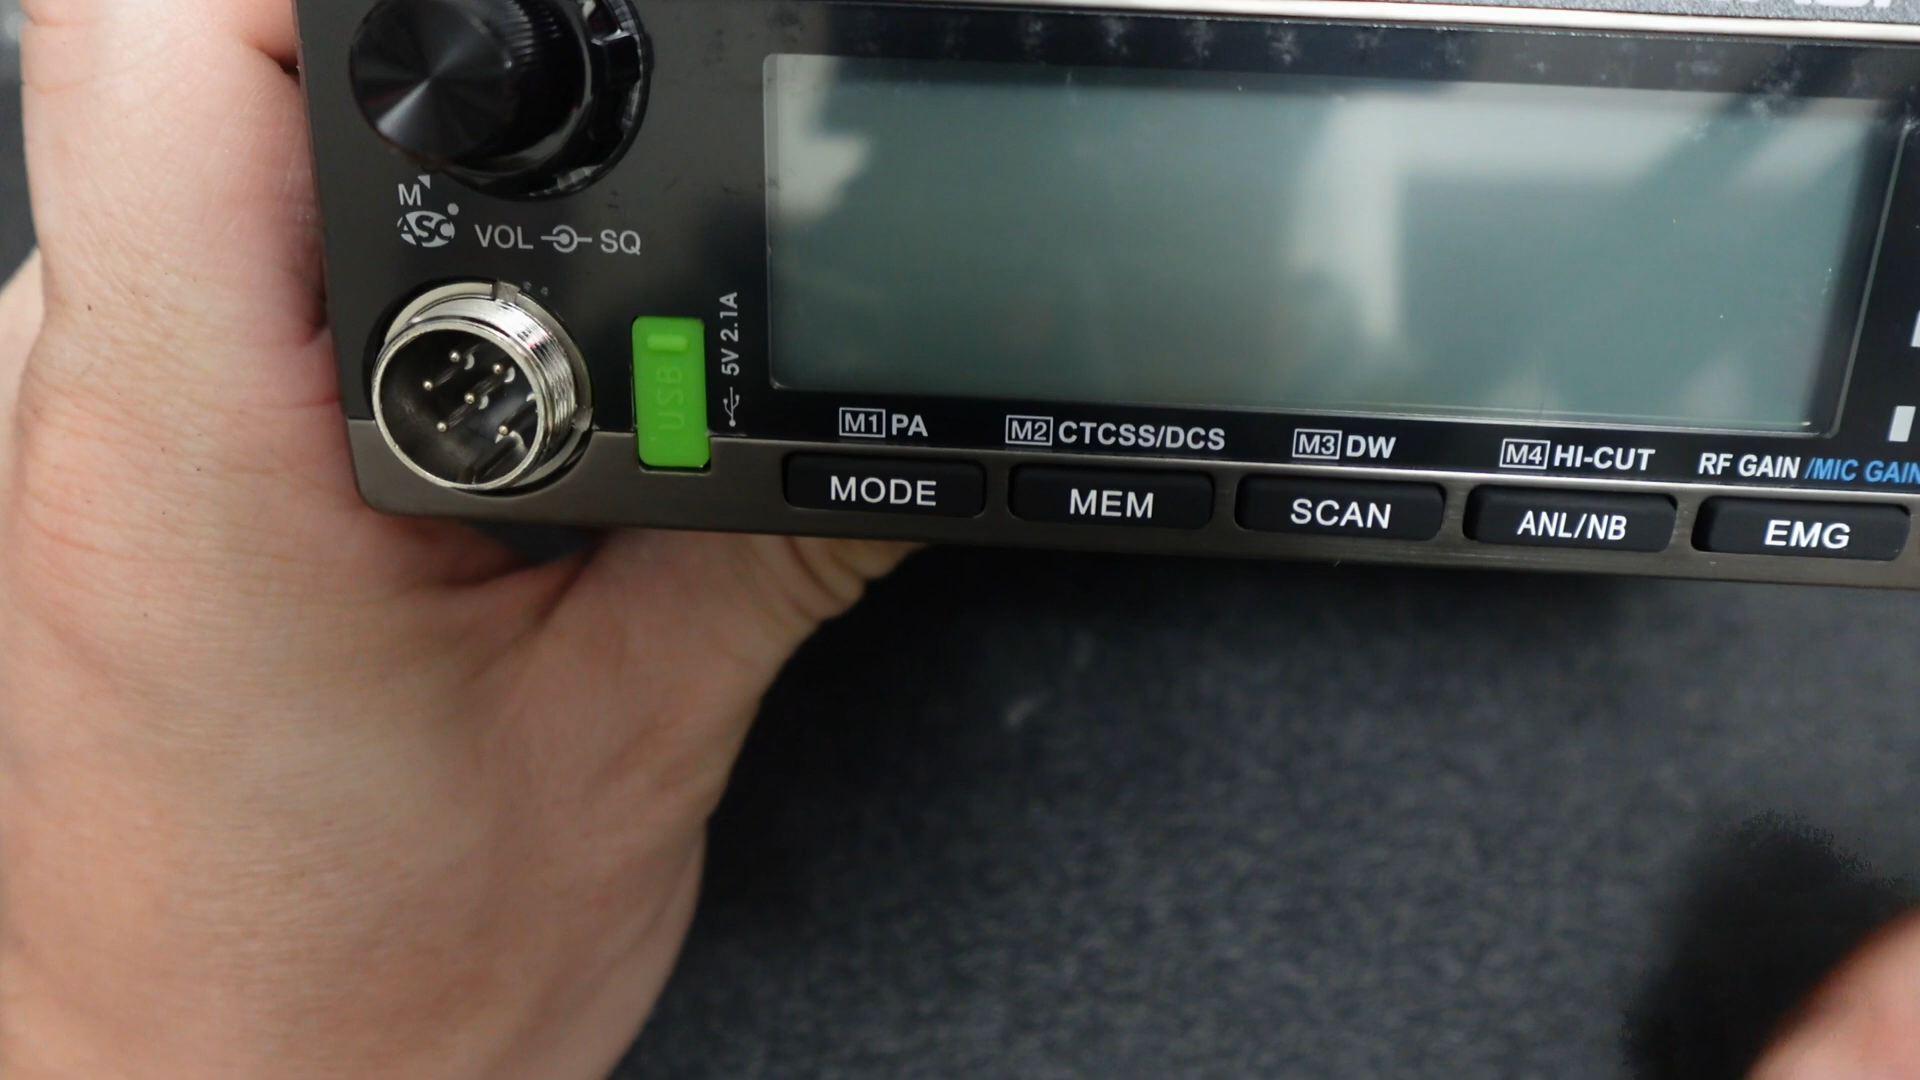 M
ASC
VOL SQ
USB
5V 2.1A
M1 PA
M2 CTCSS/DCS
M3 DW
M4 HI-CUT
RF GAIN /MIC GAIN
MODE
MEM
SCAN
ANL/NB
EMG